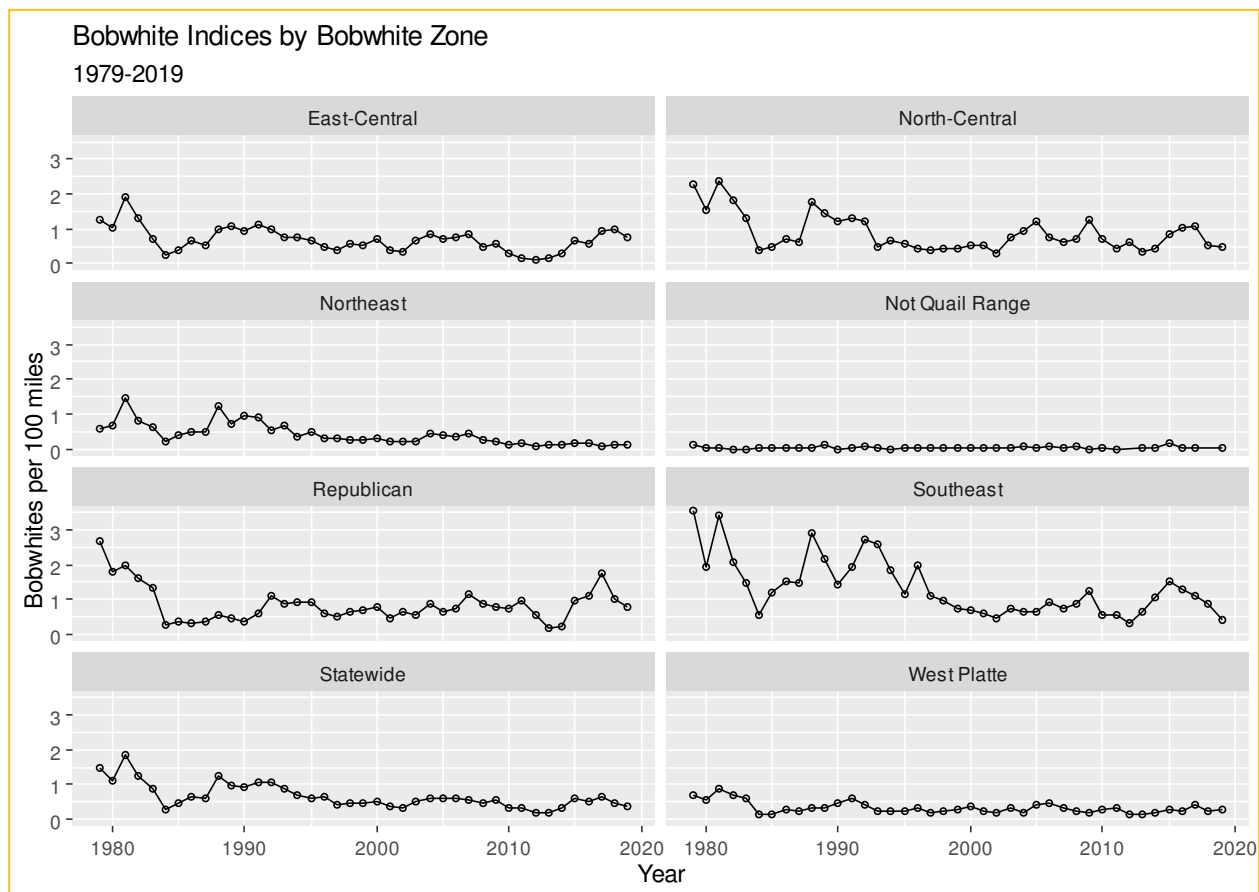 Bobwhite Indices by Bobwhite Zone
1979-2019
East-Central
North-Central
3
2
1
0
Northeast
Not Quail Range
3
2
1
0
Bobwhites per 100 miles
Republican
Southeast
3
2
1
0
Statewide
West Platte
3
2
1
0
1980 1990 2000 2010 2020 1980 1990 2000 2010 2020
Year